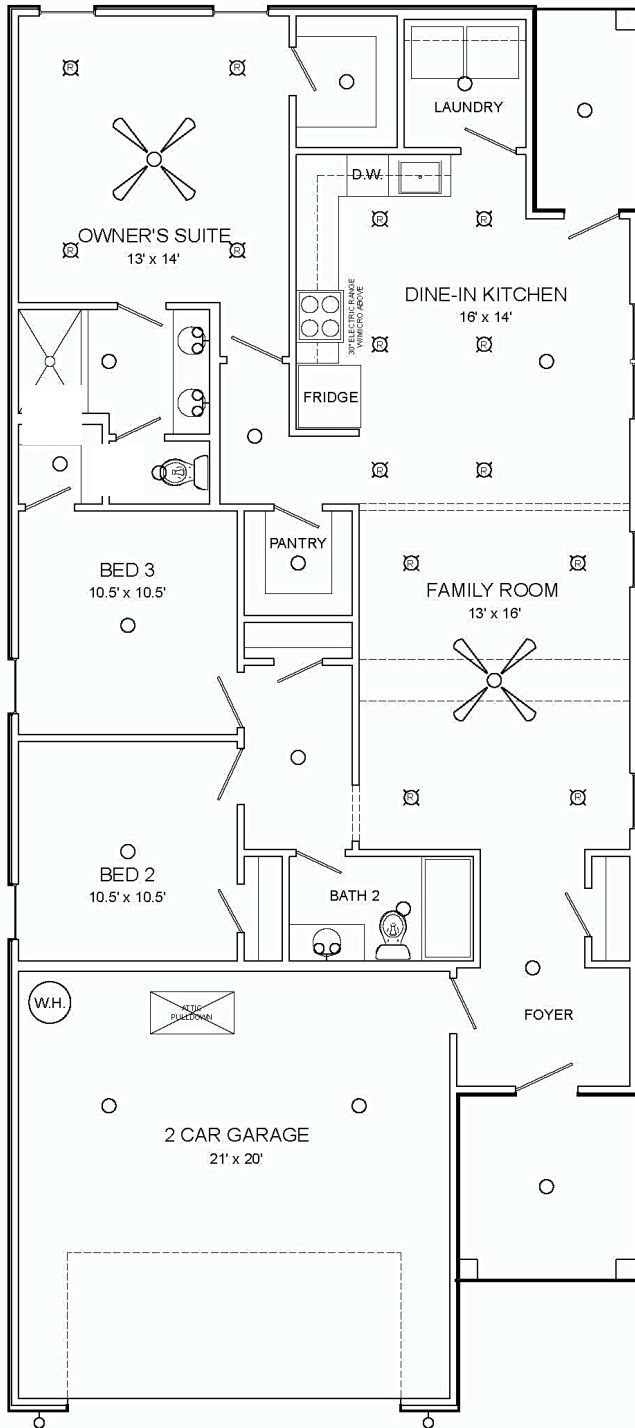 R
R
LAUNDRY
D.W.
OWNER'S SUITE
13' x 14'
R
R
R
R
DINE-IN KITCHEN
16' x 14'
30" ELECTRIC RANGE
W/MICRO ABOVE
R
R
FRIDGE
R
R
PANTRY
R
R
BED 3
10.5' x 10.5'
FAMILY ROOM
13' x 16'
R
R
BED 2
10.5' x 10.5'
BATH 2
W.H.
ATTIC
PULLDOWN
FOYER
2 CAR GARAGE
21' x 20'